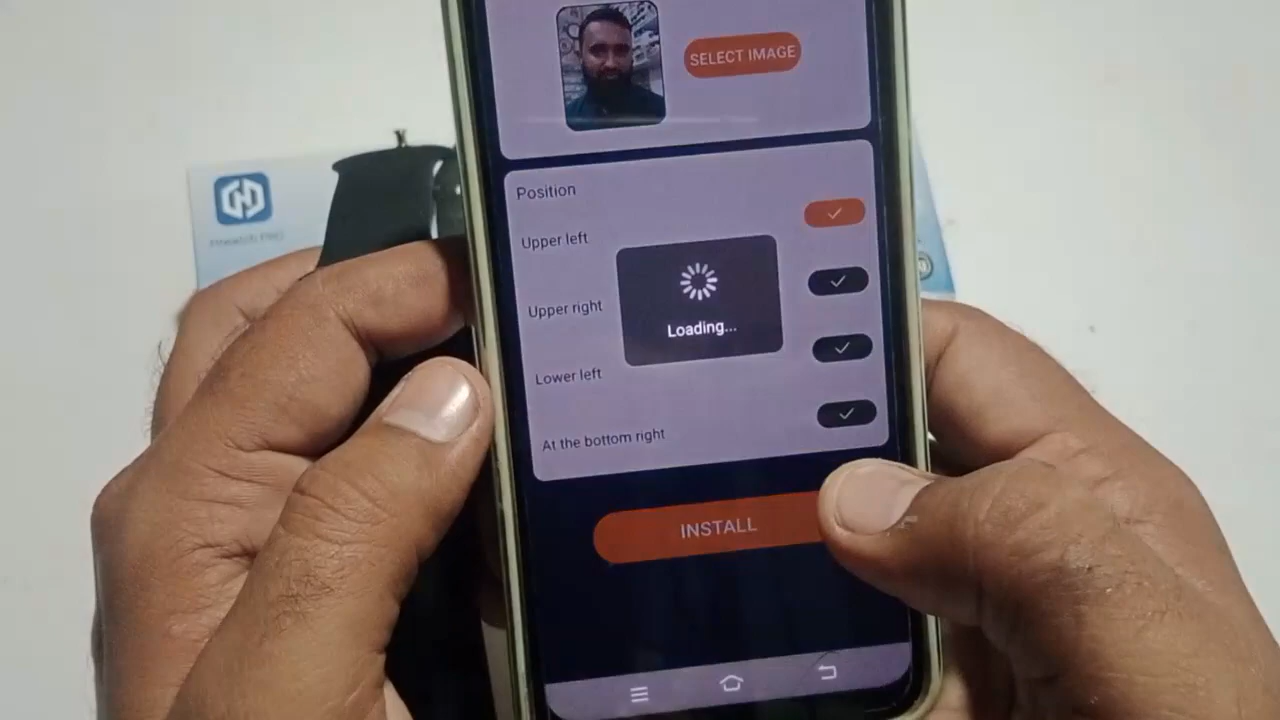 SELECT IMAGE
Position
Upper left
Upper right
Loading...
Lower left
At the bottom right
INSTALL